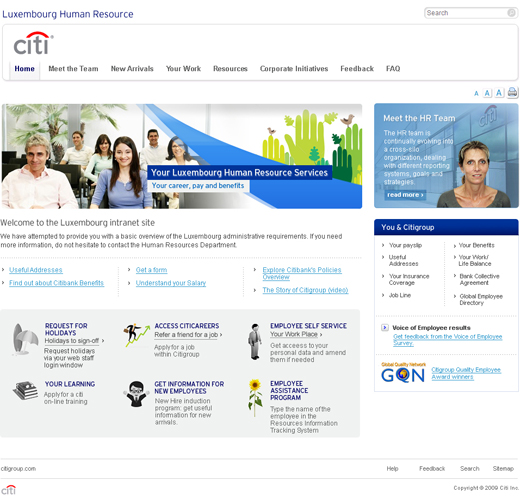 Luxembourg Human Resource
Search
citi
Home Meet the Team New Arrivals Your Work Resources Corporate Initiatives Feedback FAQ
A A A
Your Luxembourg Human Resource Services
Your career, pay and benefits
Meet the HR Team
The HR team is
continually evolving into
a cross-silo
organization, dealing
with different reporting
systems, goals and
strategies.
read more ›
Welcome to the Luxembourg intranet site
We have attempted to provide you with a basic overview of the Luxembourg administrative requirements. If you need
more information, do not hesitate to contact the Human Resources Department.
Useful Addresses
Find out about Citibank Benefits
Get a form
Understand your Salary
Explore Citibank's Policies
Overview
The Story of Citigroup (video)
REQUEST FOR
HOLIDAYS
Holidays to sign-off ›
Request holidays
via your web staff
login window
ACCESS CITICAREERS
Refer a friend for a job ›
Apply for a job
within Citigroup
EMPLOYEE SELF SERVICE
Your Work Place ›
Get access to your
personal data and amend
them if needed
YOUR LEARNING
Apply for a citi
on-line training
GET INFORMATION FOR
NEW EMPLOYEES
New Hire induction
program: get useful
information for new
arrivals.
EMPLOYEE
ASSISTANCE
PROGRAM
Type the name of the
employee in the
Resources Information
Tracking System
You & Citigroup
Your payslip
Useful
Addresses
Your Insurance
Coverage
Job Line
Your Benefits
Your Work/
Life Balance
Bank Collective
Agreement
Global Employee
Directory
Voice of Employee results
Get feedback from the Voice of Employee
Survey.
Global Quality Network
GQN
Citigroup Quality Employee
Award winners.
citigroup.com
Help Feedback Search Sitemap
citi
Copyright © 2009 Citi Inc